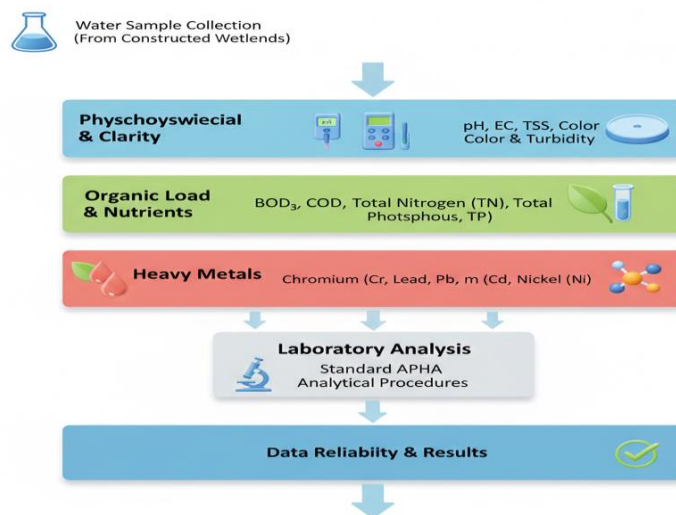 Water Sample Collection
(From Constructed Wetlends)
Physchoyswiecial
& Clarity
pH, EC, TSS, Color
Color & Turbidity
Organic Load
& Nutrients
BOD₃, COD, Total Nitrogen (TN), Total
Photsphous, TP)
Heavy Metals
Chromium (Cr, Lead, Pb, m (Cd, Nickel (Ni)
Laboratory Analysis
Standard APHA
Analytical Procedures
Data Reliabiity & Results